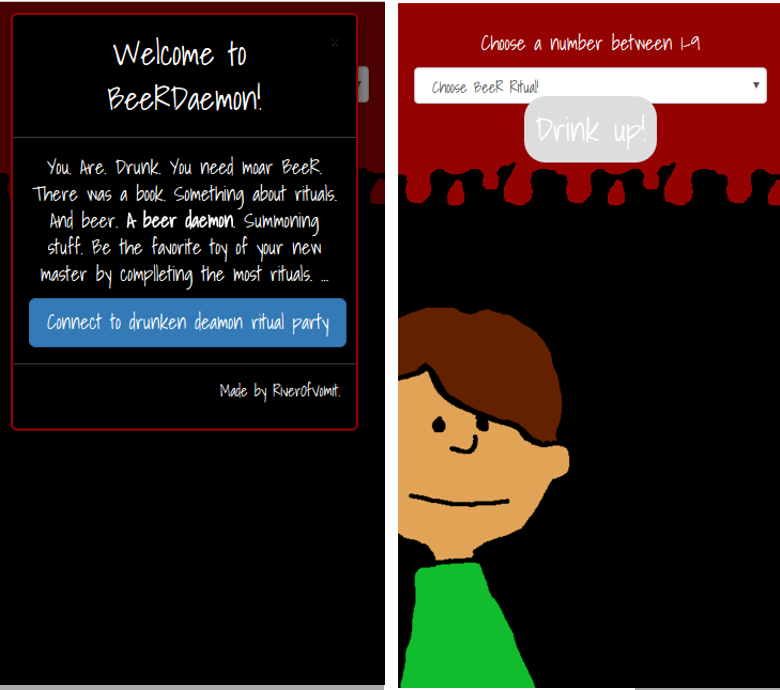 Welcome to
BeeRDaemon!
×
You. Are. Drunk. You need moar BeeR.
There was a book. Something about rituals.
And beer. A beer daemon. Summoning
stuff. Be the favorite toy of your new
master by complleting the most rituals. ...
Connect to drunken deamon ritual party
Made by RiverOfVomit.
Choose a number between 1-9
Choose BeeR Ritual!
Drink up!